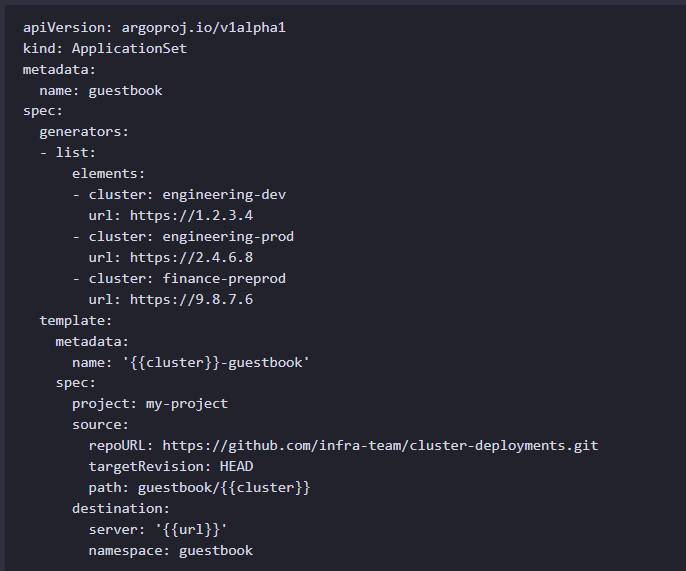 apiVersion: argoproj.io/v1alpha1
kind: ApplicationSet
metadata:
  name: guestbook
spec:
  generators:
  - list:
      elements:
      - cluster: engineering-dev
        url: https://1.2.3.4
      - cluster: engineering-prod
        url: https://2.4.6.8
      - cluster: finance-preprod
        url: https://9.8.7.6
  template:
    metadata:
      name: '{{cluster}}-guestbook'
    spec:
      project: my-project
      source:
        repoURL: https://github.com/infra-team/cluster-deployments.git
        targetRevision: HEAD
        path: guestbook/{{cluster}}
      destination:
        server: '{{url}}'
        namespace: guestbook